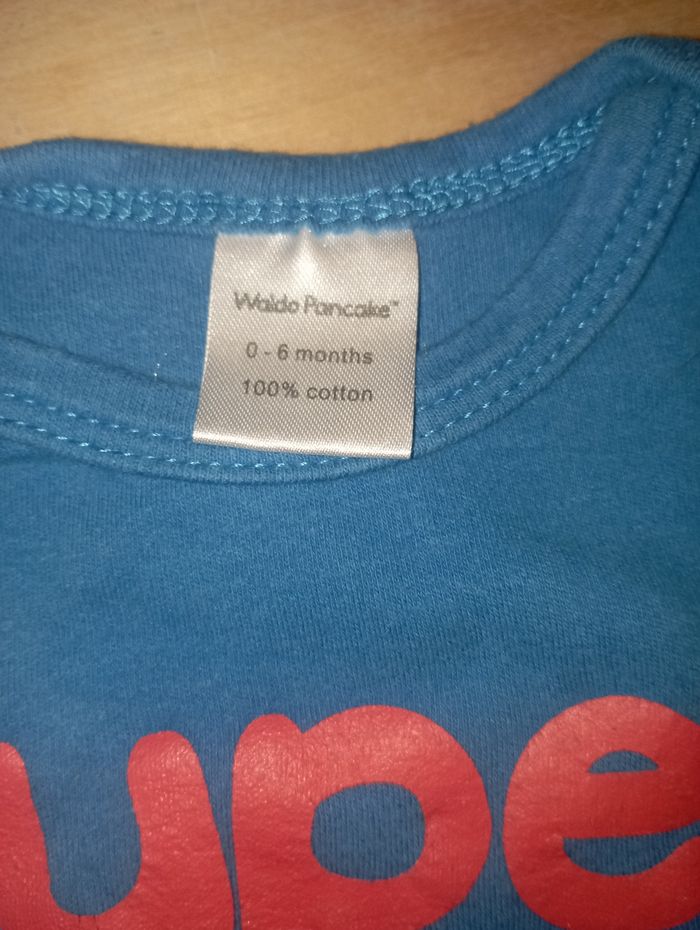 Waldo Pancake™
0 - 6 months
100% cotton
upe